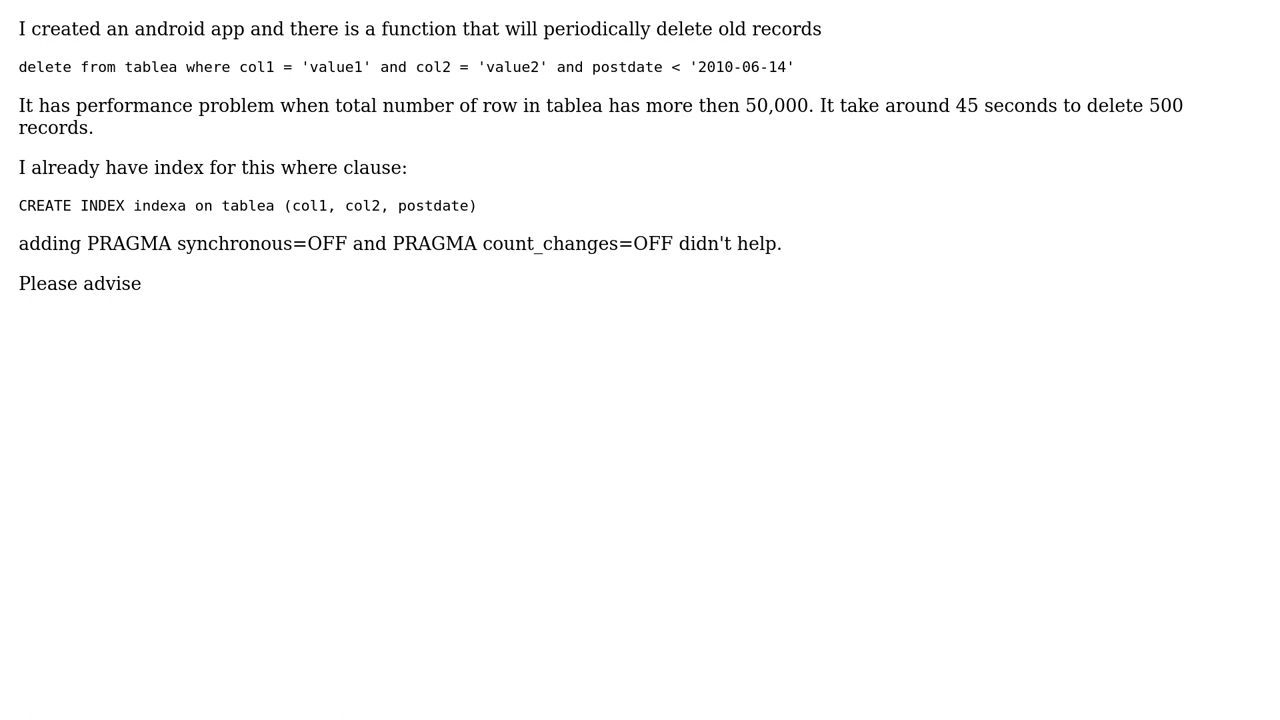 I created an android app and there is a function that will periodically delete old records
delete from tablea where col1 = 'value1' and col2 = 'value2' and postdate < '2010-06-14'
It has performance problem when total number of row in tablea has more then 50,000. It take around 45 seconds to delete 500
records.
I already have index for this where clause:
CREATE INDEX indexa on tablea (col1, col2, postdate)
adding PRAGMA synchronous=OFF and PRAGMA count_changes=OFF didn't help.
Please advise